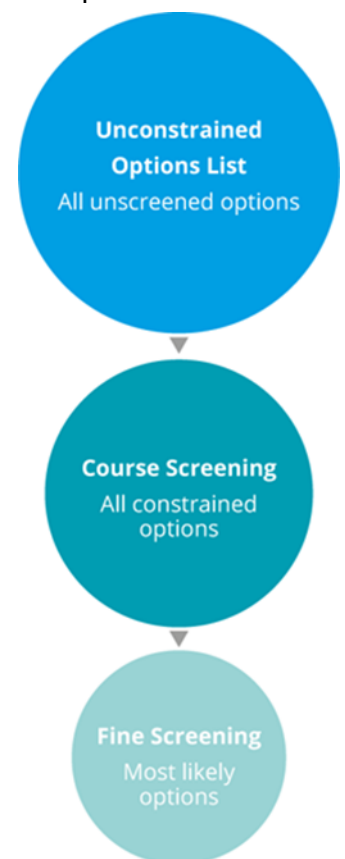 Unconstrained
Options List
All unscreened options
Course Screening
All constrained
options
Fine Screening
Most likely
options